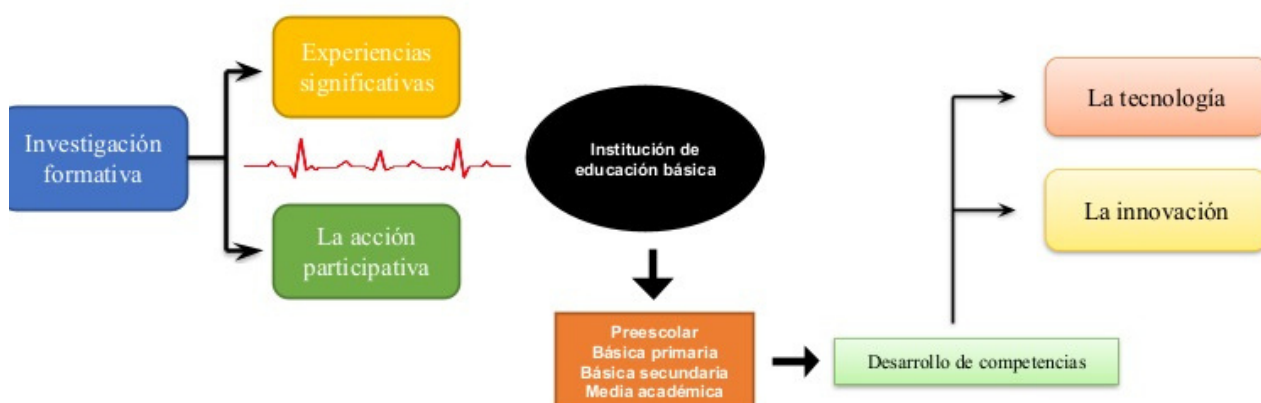 Investigación
formativa
Experiencias
significativas
La acción
participativa
Institución de
educación básica
Preescolar
Básica primaria
Básica secundaria
Media académica
Desarrollo de competencias
La tecnología
La innovación